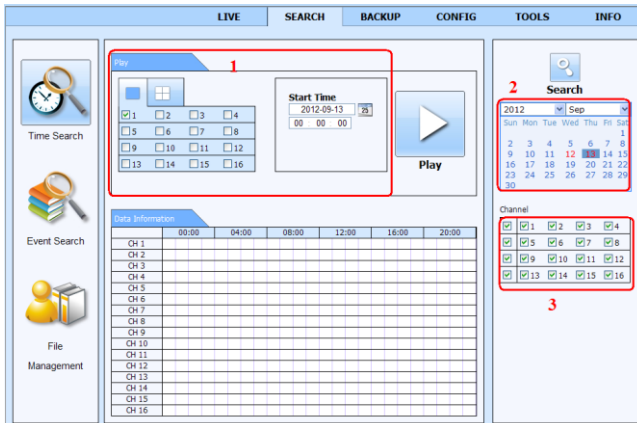 LIVE SEARCH BACKUP CONFIG TOOLS INFO
Time Search
Event Search
File
Management
Play
1
1 2 3 4
5 6 7 8
9 10 11 12
13 14 15 16
Start Time
2012-09-13 25
00 00 00
Play
Data Information
00:00 04:00 08:00 12:00 16:00 20:00
CH 1
CH 2
CH 3
CH 4
CH 5
CH 6
CH 7
CH 8
CH 9
CH 10
CH 11
CH 12
CH 13
CH 14
CH 15
CH 16
Search
2
2012 Sep
Sun Mon Tue Wed Thu Fri Sat
1
2 3 4 5 6 7 8
9 10 11 12 13 14 15
16 17 18 19 20 21 22
23 24 25 26 27 28 29
30
Channel
1 2 3 4
5 6 7 8
9 10 11 12
13 14 15 16
3